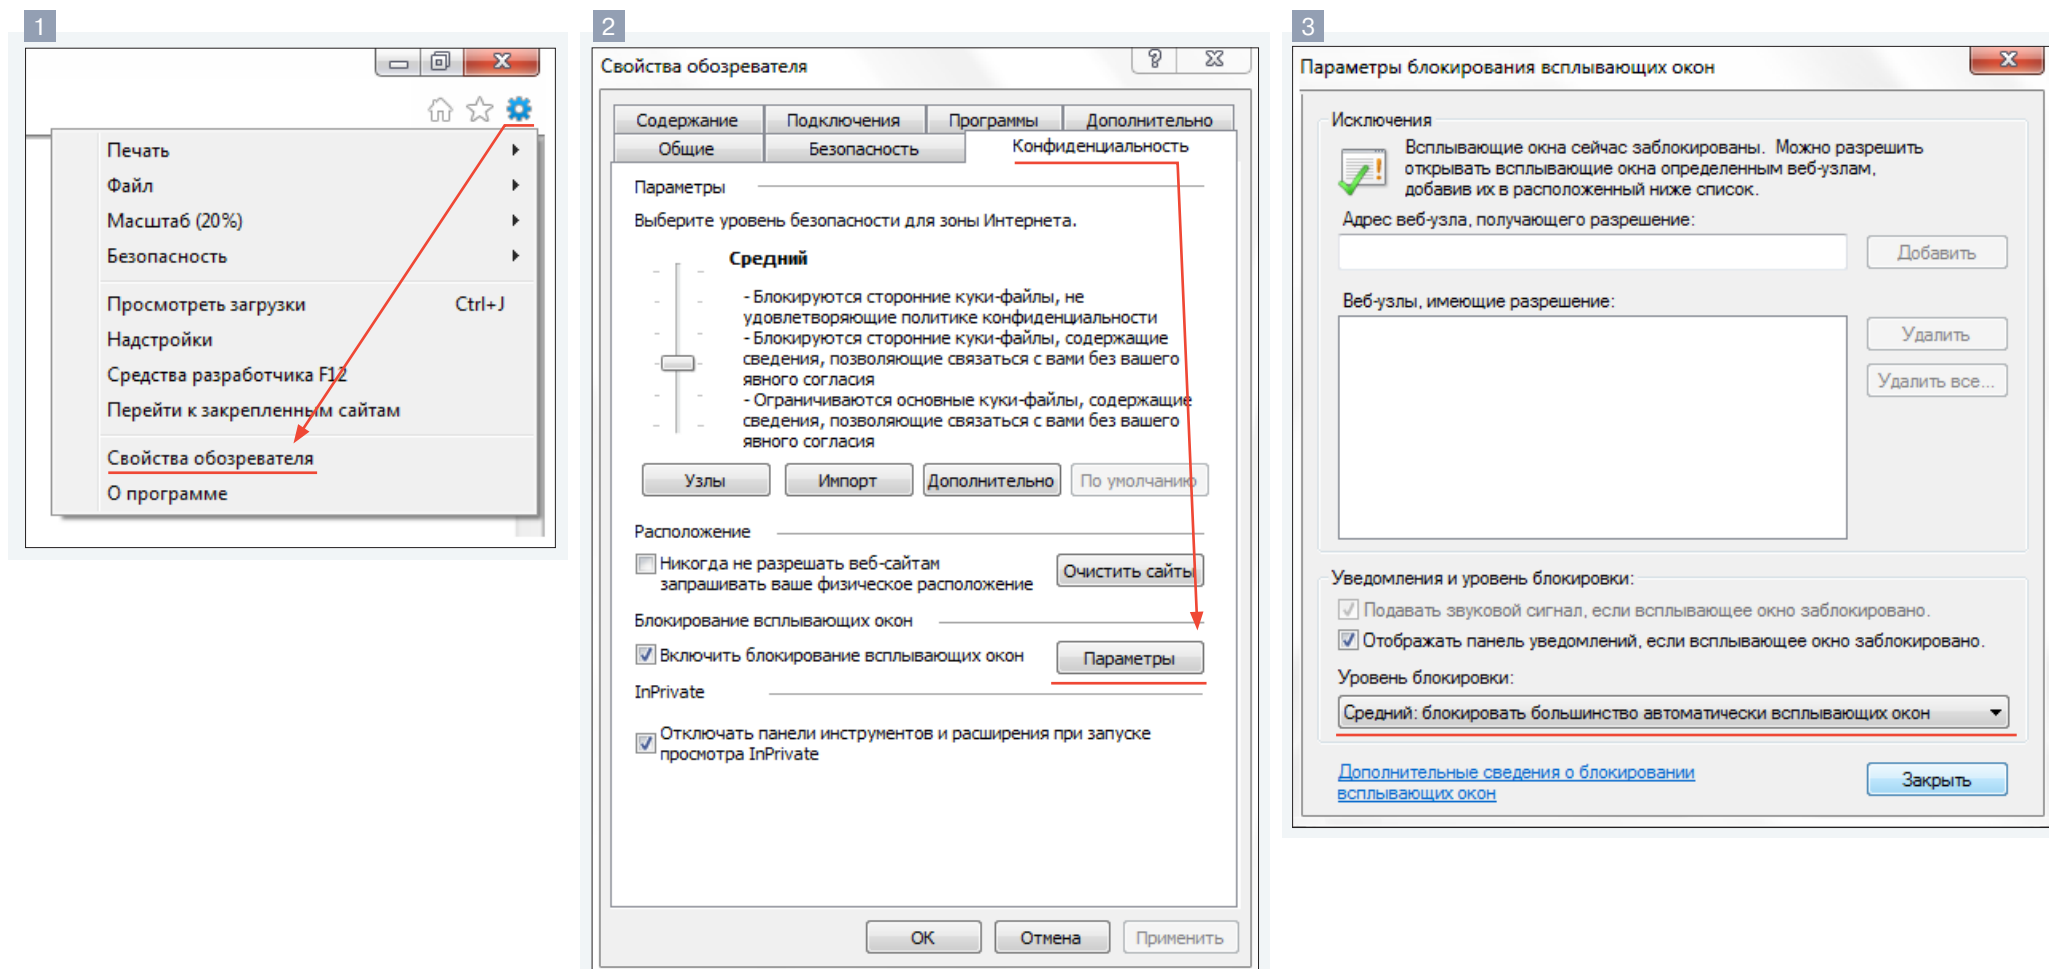 1
Печать
Файл
Масштаб (20%)
Безопасность
Просмотреть загрузки Ctrl+J
Надстройки
Средства разработчика F12
Перейти к закрепленным сайтам
Свойства обозревателя
О программе
2
Свойства обозревателя
Содержание Подключения Программы Дополнительно
Общие Безопасность Конфиденциальность
Параметры
Выберите уровень безопасности для зоны Интернета.
Средний
- Блокируются сторонние куки-файлы, не
удовлетворяющие политике конфиденциальности
- Блокируются сторонние куки-файлы, содержащие
сведения, позволяющие связаться с вами без вашего
явного согласия
- Ограничиваются основные куки-файлы, содержащие
сведения, позволяющие связаться с вами без вашего
явного согласия
Узлы Импорт Дополнительно По умолчанию
Расположение
Никогда не разрешать веб-сайтам
запрашивать ваше физическое расположение
Очистить сайты
Блокирование всплывающих окон
Включить блокирование всплывающих окон Параметры
InPrivate
Отключать панели инструментов и расширения при запуске
просмотра InPrivate
ОК Отмена Применить
3
Параметры блокирования всплывающих окон
Исключения
Всплывающие окна сейчас заблокированы. Можно разрешить
открывать всплывающие окна определенным веб-узлам,
добавив их в расположенный ниже список.
Адрес веб-узла, получающего разрешение:
Добавить
Веб-узлы, имеющие разрешение:
Удалить
Удалить все...
Уведомления и уровень блокировки:
Подавать звуковой сигнал, если всплывающее окно заблокировано.
Отображать панель уведомлений, если всплывающее окно заблокировано.
Уровень блокировки:
Средний: блокировать большинство автоматически всплывающих окон
Дополнительные сведения о блокировании
всплывающих окон
Закрыть